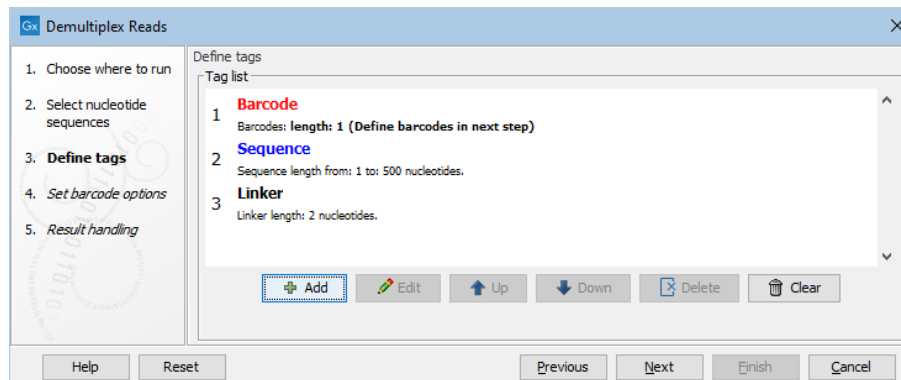 Gx Demultiplex Reads
1. Choose where to run
2. Select nucleotide
sequences
3. Define tags
4. Set barcode options
5. Result handling
Define tags
Tag list
1 Barcode
Barcodes: length: 1 (Define barcodes in next step)
2 Sequence
Sequence length from: 1 to: 500 nucleotides.
3 Linker
Linker length: 2 nucleotides.
Add Edit Up Down Delete Clear
Help Reset Previous Next Finish Cancel